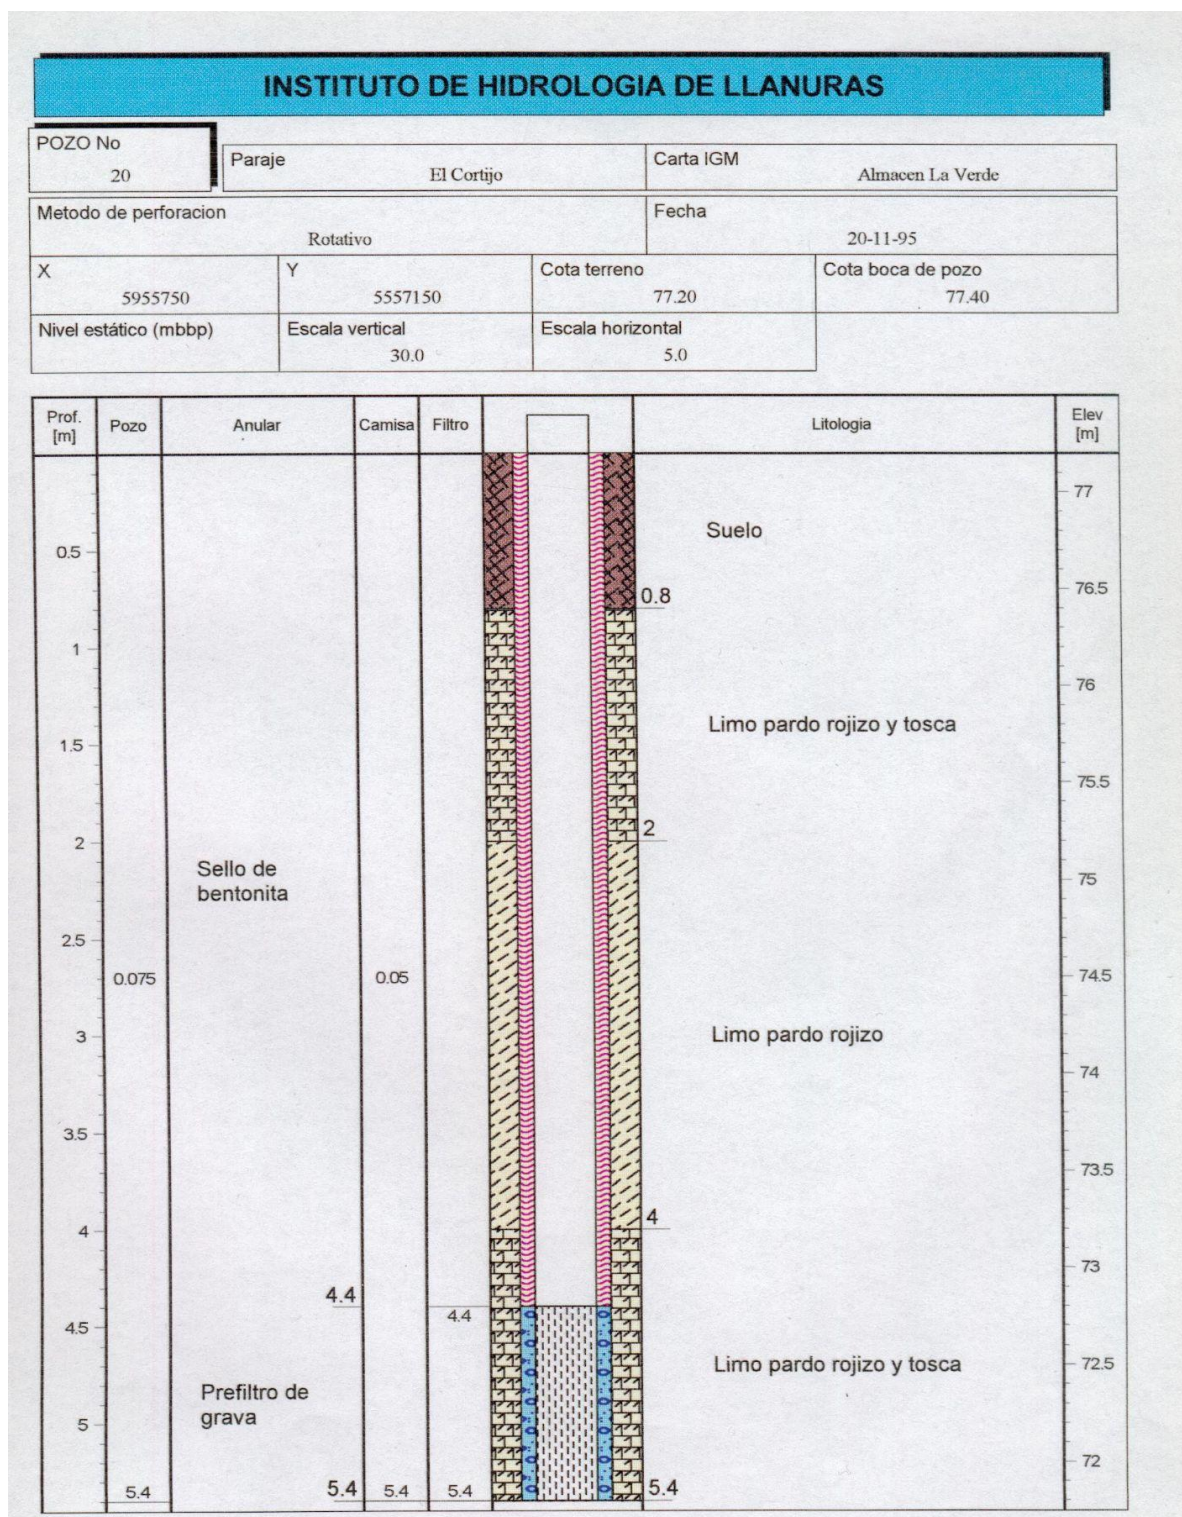 INSTITUTO DE HIDROLOGIA DE LLANURAS
POZO No
20
Paraje
El Cortijo
Carta IGM
Almacen La Verde
Metodo de perforacion
Rotativo
Fecha
20-11-95
X
5955750
Y
5557150
Cota terreno
77.20
Cota boca de pozo
77.40
Nivel estático (mbbp)
Escala vertical
30.0
Escala horizontal
5.0
Prof. [m]
Pozo
Anular
Camisa
Filtro
Litologia
Elev [m]
77
Suelo
0.5
76.5
0.8
1
76
Limo pardo rojizo y tosca
1.5
75.5
2
2
Sello de
bentonita
75
2.5
0.075
0.05
74.5
3
Limo pardo rojizo
74
3.5
73.5
4
4
73
4.4
4.4
4.5
Limo pardo rojizo y tosca
72.5
Prefiltro de
grava
5
72
5.4
5.4
5.4
5.4
5.4